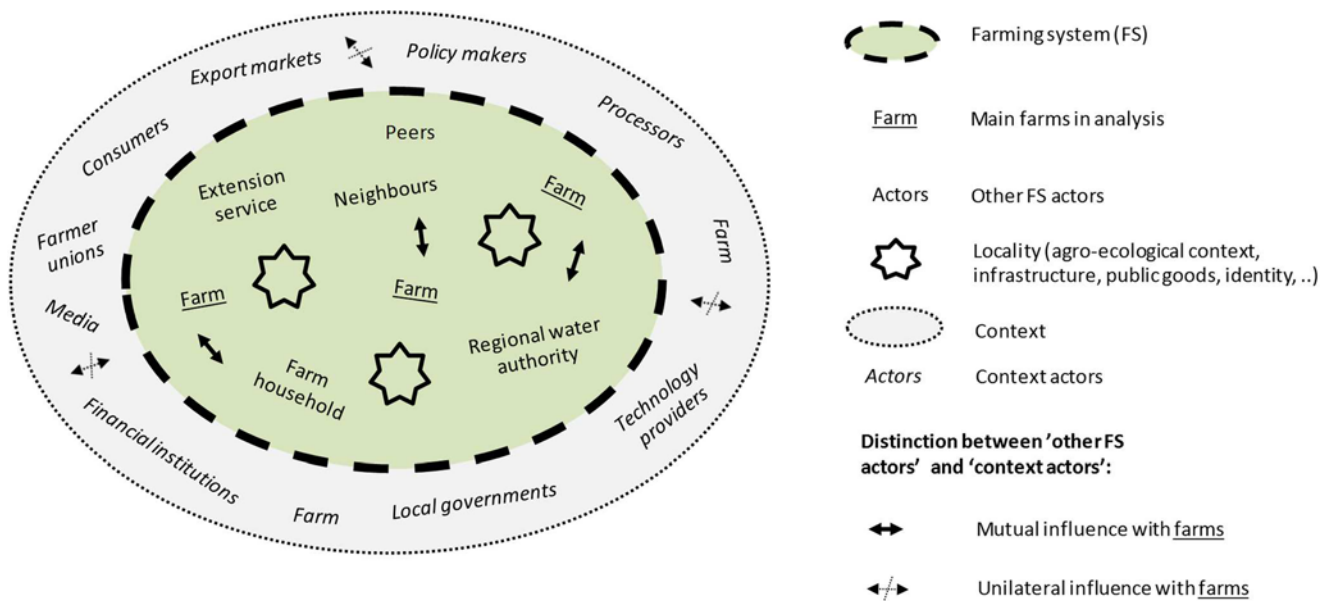 Export markets
Policy makers
Consumers
Processors
Peers
Extension
service
Neighbours
Farm
Farmer
unions
Farm
Farm
Farm
Media
Regional water
authority
Farm
household
Technology
providers
Financial institutions
Farm
Local governments
Farming system (FS)
Farm
Main farms in analysis
Actors
Other FS actors
Locality (agro-ecological context,
infrastructure, public goods, identity, ..)
Context
Actors
Context actors
Distinction between 'other FS
actors' and 'context actors':
Mutual influence with farms
Unilateral influence with farms